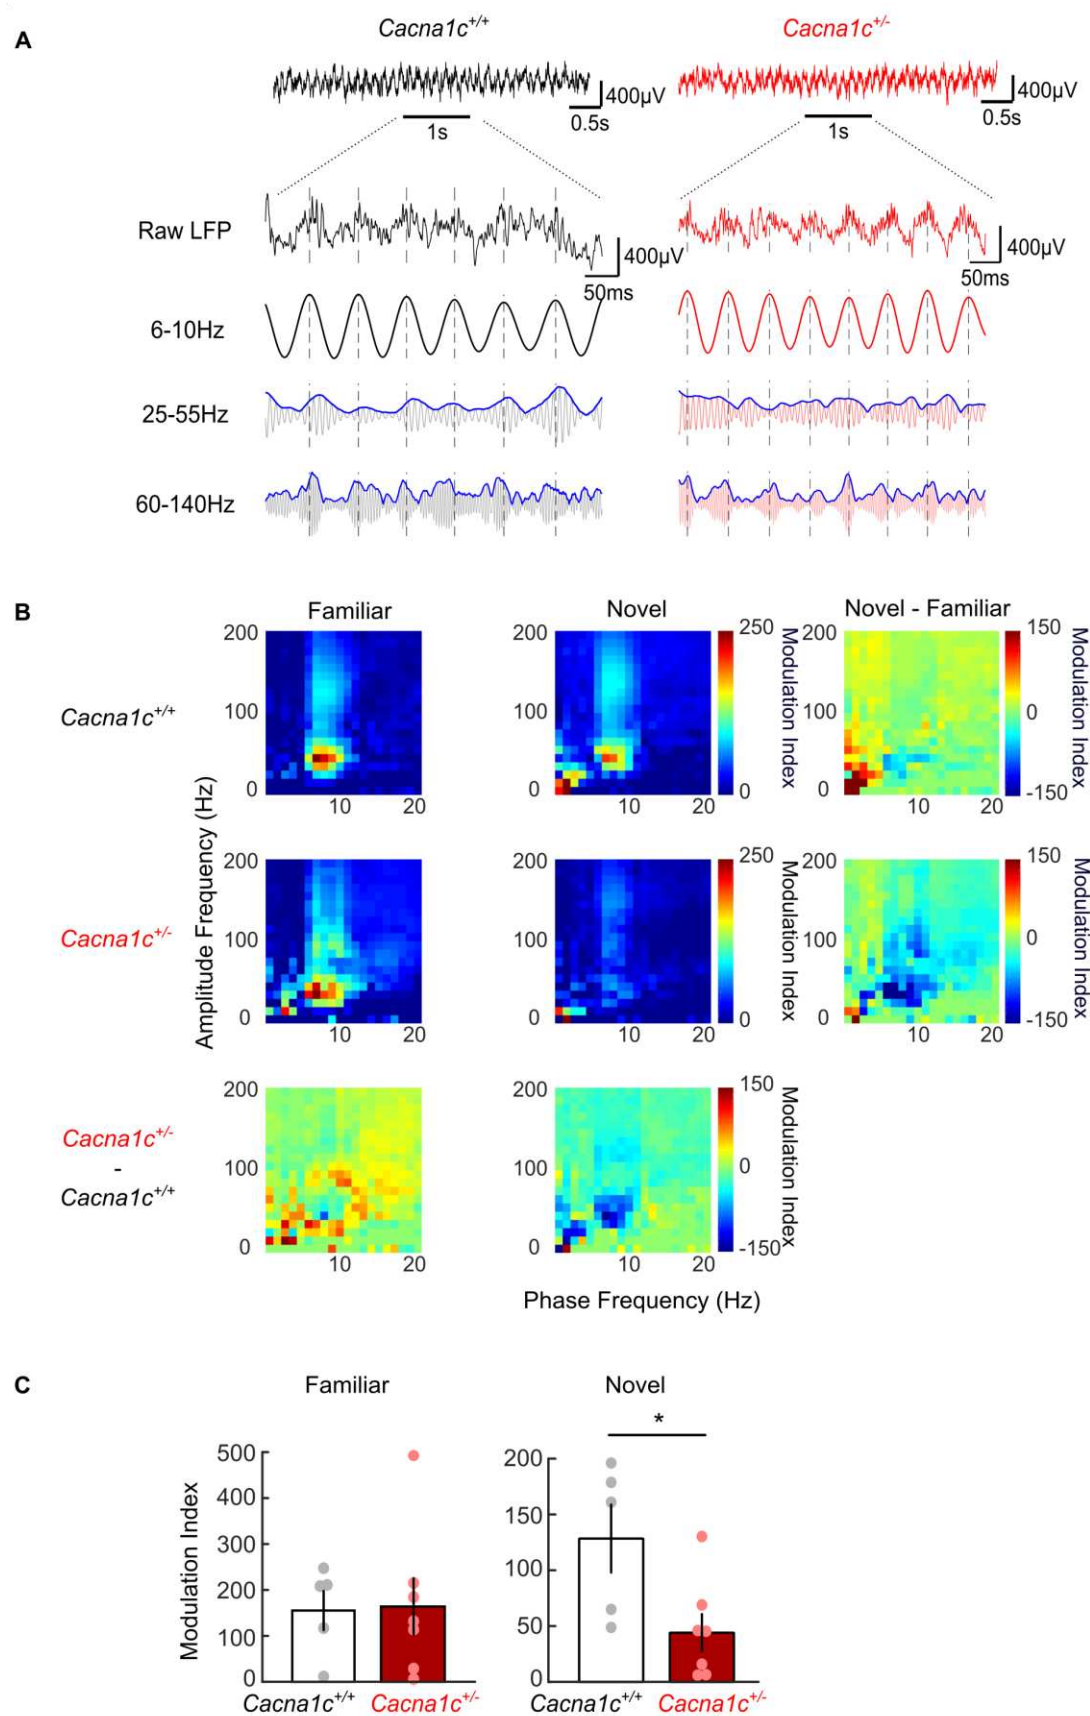 A
Cacna1c+/+
Cacna1c+/-
400µV
0.5s
1s
400µV
0.5s
1s
Raw LFP
400µV
50ms
400µV
50ms
6-10Hz
25-55Hz
60-140Hz
B
Familiar
Novel
Novel - Familiar
Cacna1c+/+
200
100
0
10
20
200
100
0
10
20
250
0
Modulation Index
200
100
0
10
20
150
0
-150
Modulation Index
Amplitude Frequency (Hz)
Cacna1c+/-
200
100
0
10
20
200
100
0
10
20
250
0
Modulation Index
200
100
0
10
20
150
0
-150
Modulation Index
Cacna1c+/-
-
Cacna1c+/+
200
100
0
10
20
200
100
0
10
20
150
0
-150
Modulation Index
Phase Frequency (Hz)
C
Familiar
Novel
*
Modulation Index
500
400
300
200
100
0
Cacna1c+/+
Cacna1c+/-
200
150
100
50
0
Cacna1c+/+
Cacna1c+/-